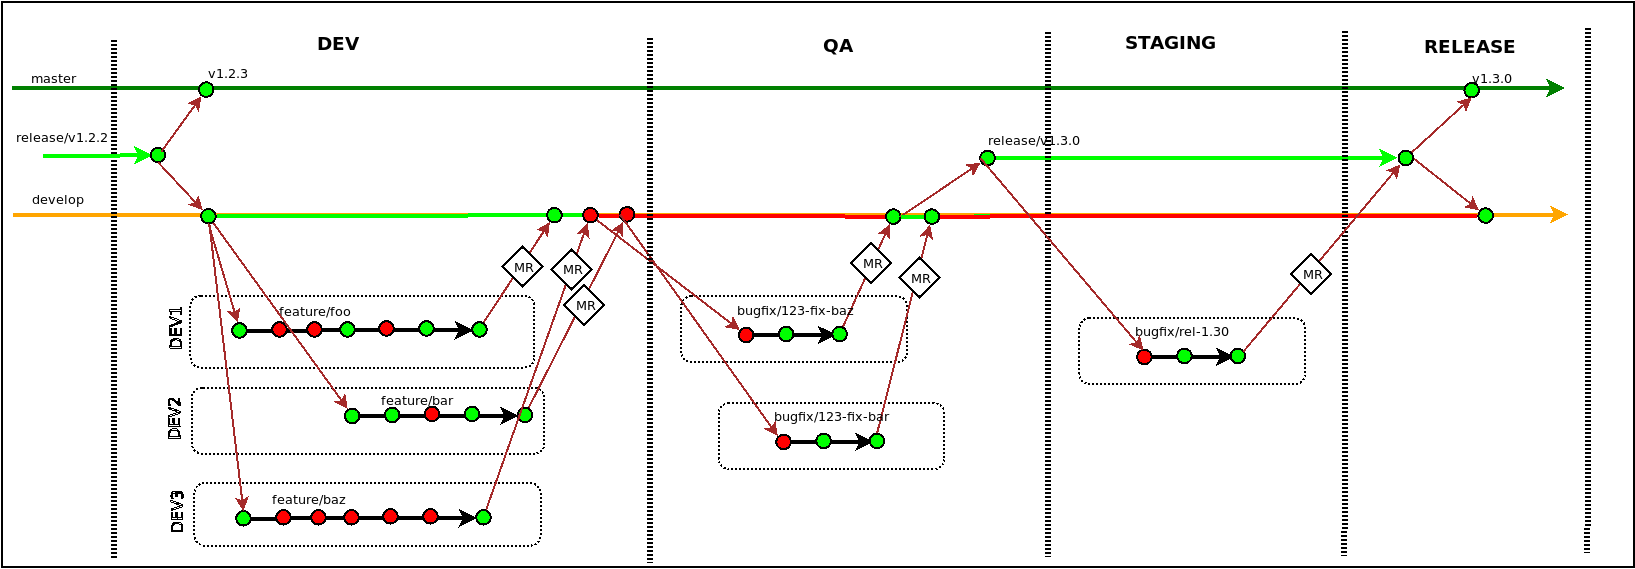 DEV
QA
STAGING
RELEASE
master
v1.2.3
v1.3.0
release/v1.2.2
release/v1.3.0
develop
MR
MR
MR
MR
MR
MR
DEV1
feature/foo
bugfix/123-fix-baz
bugfix/rel-1.30
DEV2
feature/bar
bugfix/123-fix-bar
DEV3
feature/baz